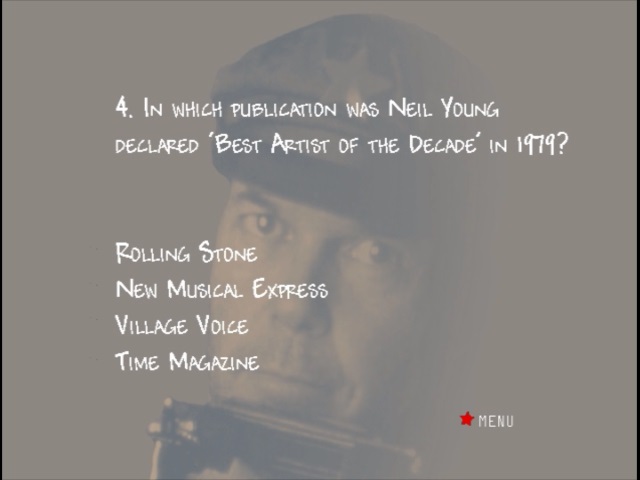 4. In which publication was Neil Young
declared 'Best Artist of the Decade' in 1979?
Rolling Stone
New Musical Express
Village Voice
Time Magazine
MENU